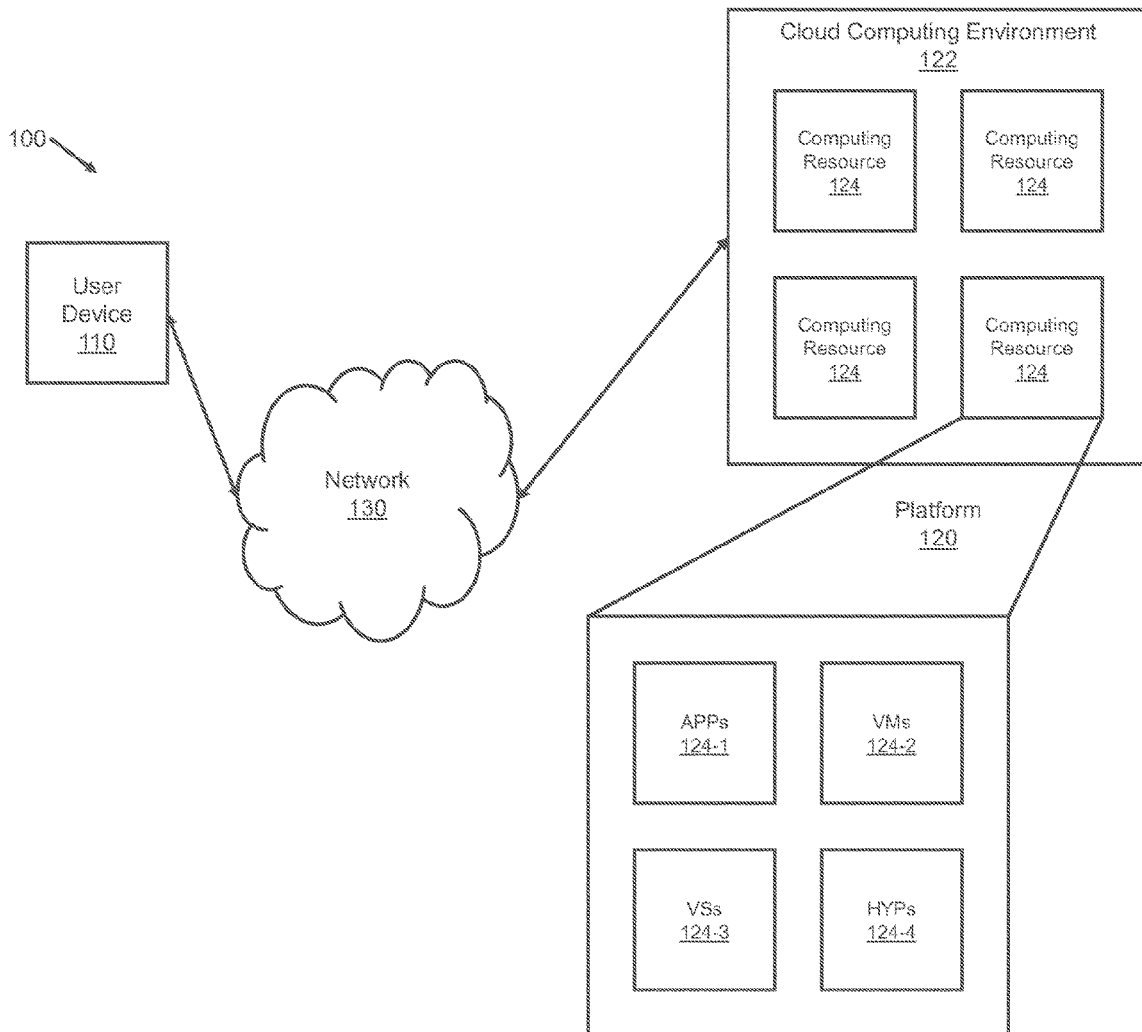 Cloud Computing Environment
122
Computing
Resource
124
Computing
Resource
124
100
User
Device
110
Computing
Resource
124
Computing
Resource
124
Network
130
Platform
120
APPs
124-1
VMs
124-2
VSs
124-3
HYPs
124-4